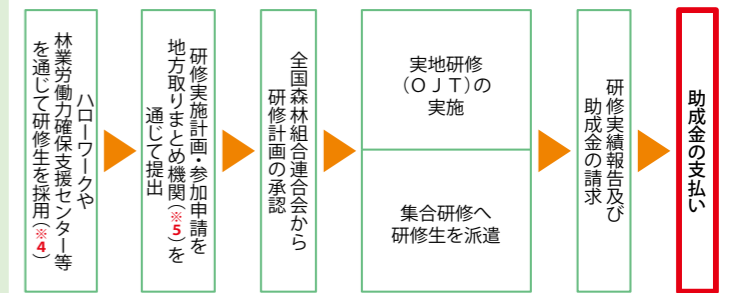 ハローワークや
林業労働力確保支援センター等
を通じて研修生を採用(※4)
研修実施計画・参加申請を
地方取りまとめ機関(※5)を
通じて提出
全国森林組合連合会から
研修計画の承認
実地研修
(OJT)の
実施
集合研修へ
研修生を派遣
研修実績報告及び
助成金の請求
助成金の支払い